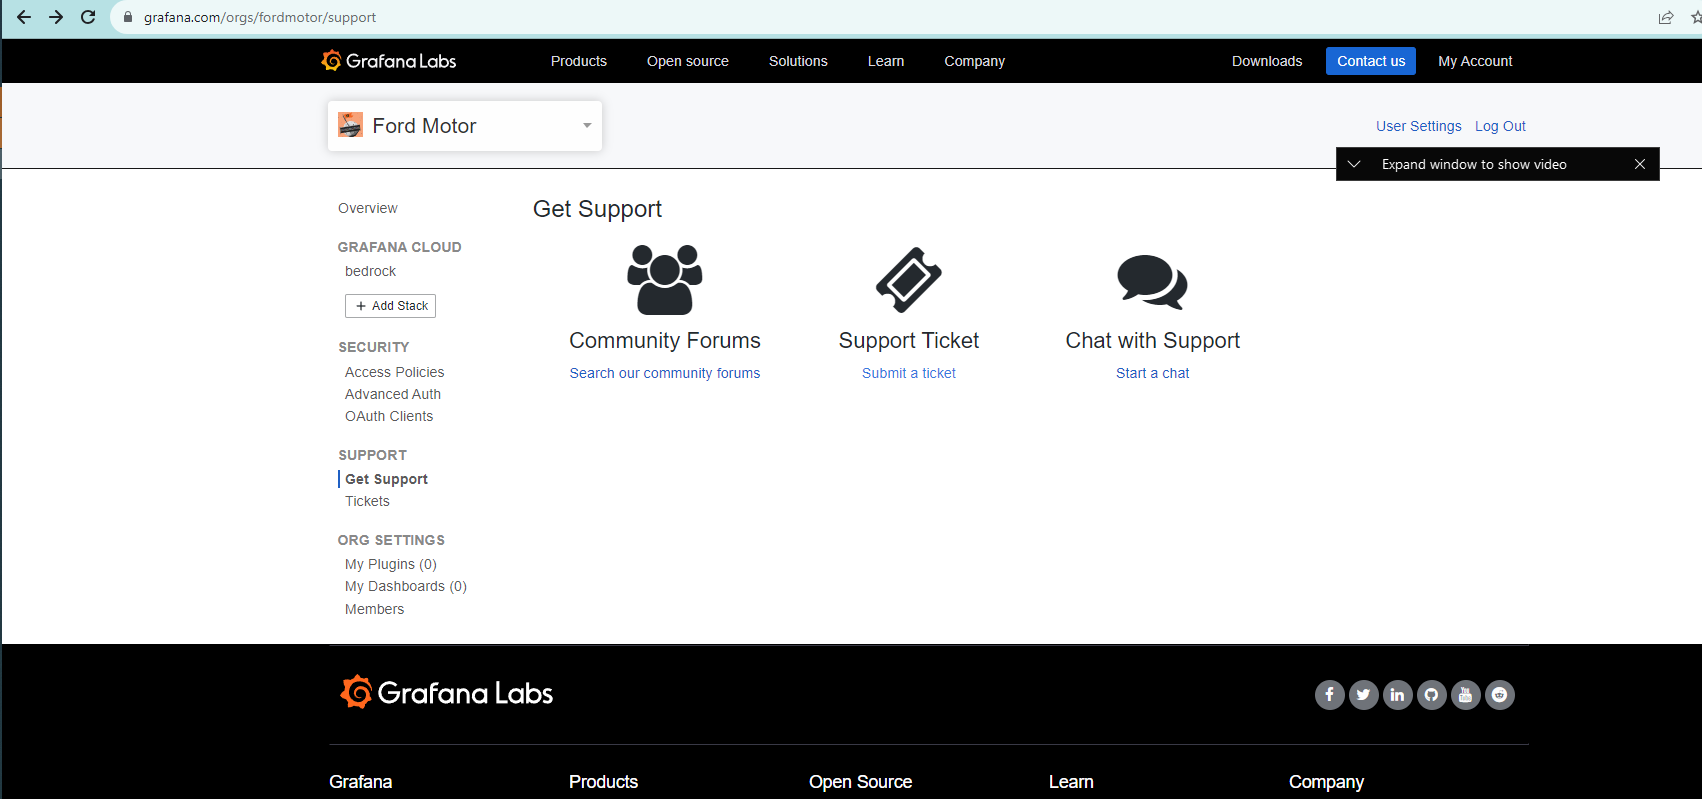 grafana.com/orgs/fordmotor/support
Grafana Labs
Products Open source Solutions Learn Company
Downloads Contact us My Account
Ford Motor
User Settings Log Out
Expand window to show video
Overview
GRAFANA CLOUD
bedrock
+ Add Stack
SECURITY
Access Policies
Advanced Auth
OAuth Clients
SUPPORT
Get Support
Tickets
ORG SETTINGS
My Plugins (0)
My Dashboards (0)
Members
Get Support
Community Forums
Search our community forums
Support Ticket
Submit a ticket
Chat with Support
Start a chat
Grafana Labs
Grafana Products Open Source Learn Company